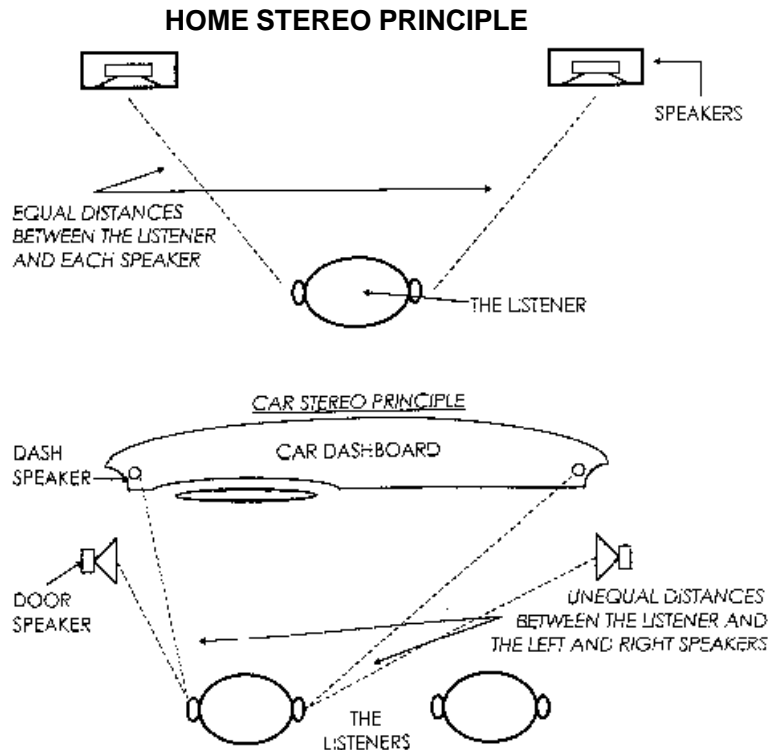 HOME STEREO PRINCIPLE
SPEAKERS
EQUAL DISTANCES
BETWEEN THE LISTENER
AND EACH SPEAKER
THE LISTENER
CAR STEREO PRINCIPLE
DASH
SPEAKER
CAR DASHBOARD
DOOR
SPEAKER
UNEQUAL DISTANCES
BETWEEN THE LISTENER AND
THE LEFT AND RIGHT SPEAKERS
THE
LISTENERS